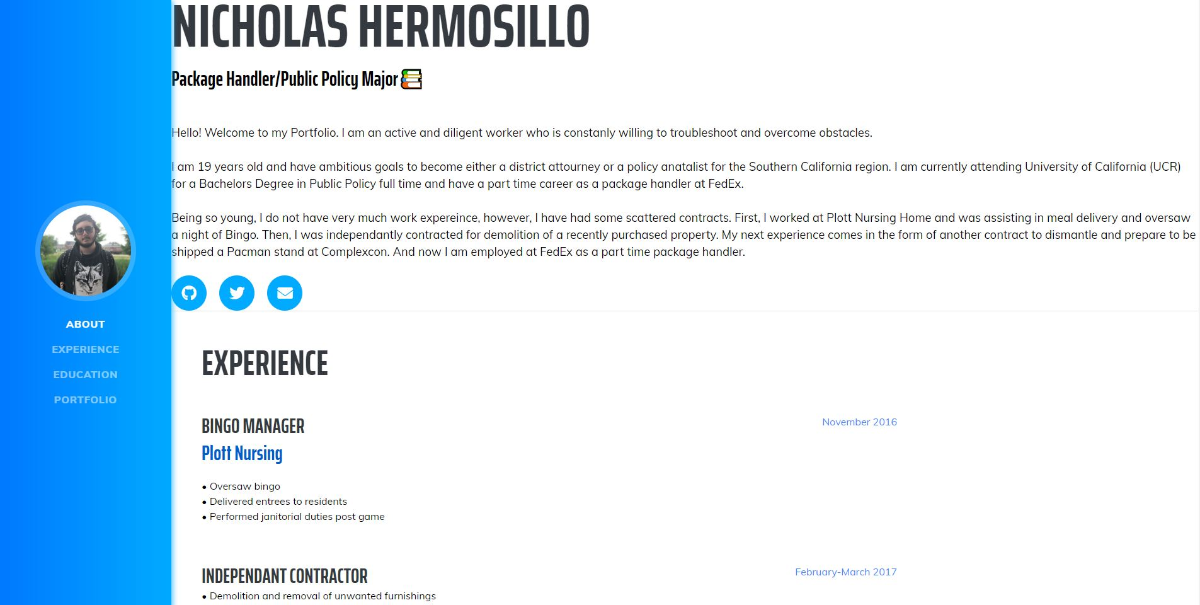 NICHOLAS HERMOSILLO
Package Handler/Public Policy Major
Hello! Welcome to my Portfolio. I am an active and diligent worker who is constanly willing to troubleshoot and overcome obstacles.
I am 19 years old and have ambitious goals to become either a district attourney or a policy anatalist for the Southern California region. I am currently attending University of California (UCR)
for a Bachelors Degree in Public Policy full time and have a part time career as a package handler at FedEx.
Being so young, I do not have very much work expereince, however, I have had some scattered contracts. First, I worked at Plott Nursing Home and was assisting in meal delivery and oversaw
a night of Bingo. Then, I was independantly contracted for demolition of a recently purchased property. My next experience comes in the form of another contract to dismantle and prepare to be
shipped a Pacman stand at Complexcon. And now I am employed at FedEx as a part time package handler.
ABOUT
EXPERIENCE
EDUCATION
PORTFOLIO
EXPERIENCE
BINGO MANAGER
November 2016
Plott Nursing
• Oversaw bingo
• Delivered entrees to residents
• Performed janitorial duties post game
INDEPENDANT CONTRACTOR
February-March 2017
• Demolition and removal of unwanted furnishings